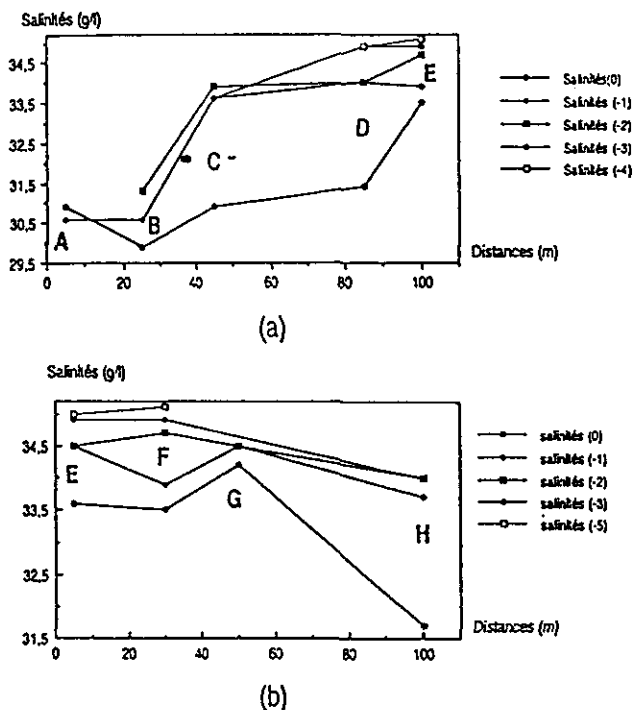 Salinités (g/l)
34,5
33,5
32,5
31,5
30,5
29,5
0 20 40 60 80 100
A
B
C
D
E
Distances (m)
Salinités(0)
Salinités (-1)
Salinités (-2)
Salinités (-3)
Salinités (-4)
(a)
Salinités (g/l)
34,5
33,5
32,5
31,5
0 20 40 60 80 100
E
F
G
H
Distances (m)
salinités (0)
salinités (-1)
salinités (-2)
salinités (-3)
salinités (-5)
(b)